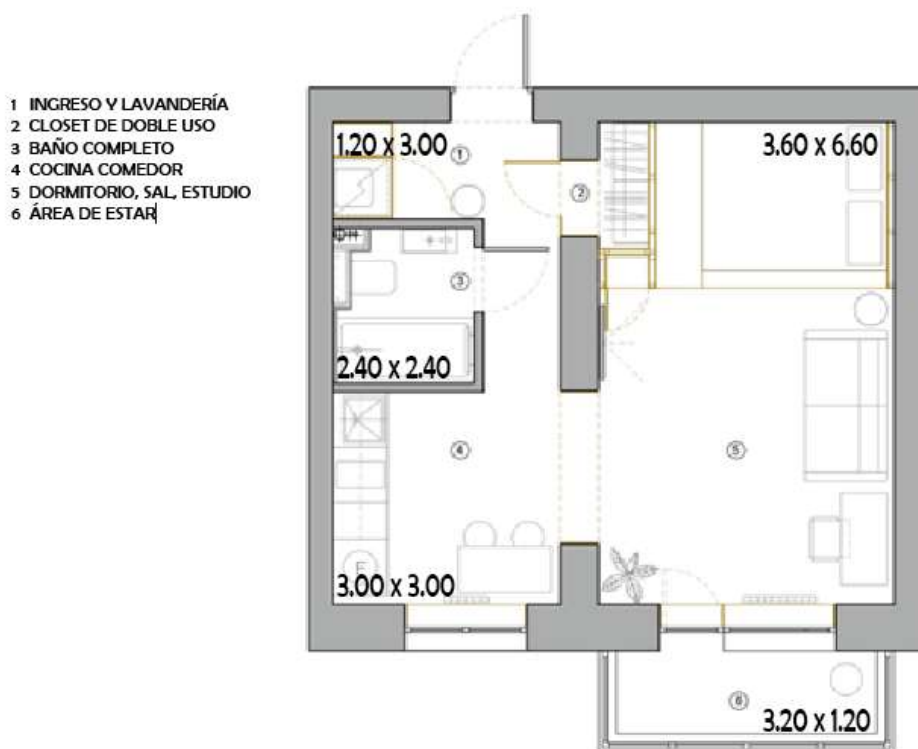 1 INGRESO Y LAVANDERÍA
2 CLOSET DE DOBLE USO
3 BAÑO COMPLETO
4 COCINA COMEDOR
5 DORMITORIO, SAL, ESTUDIO
6 ÁREA DE ESTAR
1.20 x 3.00
1
3.60 x 6.60
2
3
2.40 x 2.40
4
5
F
3.00 x 3.00
6
3.20 x 1.20